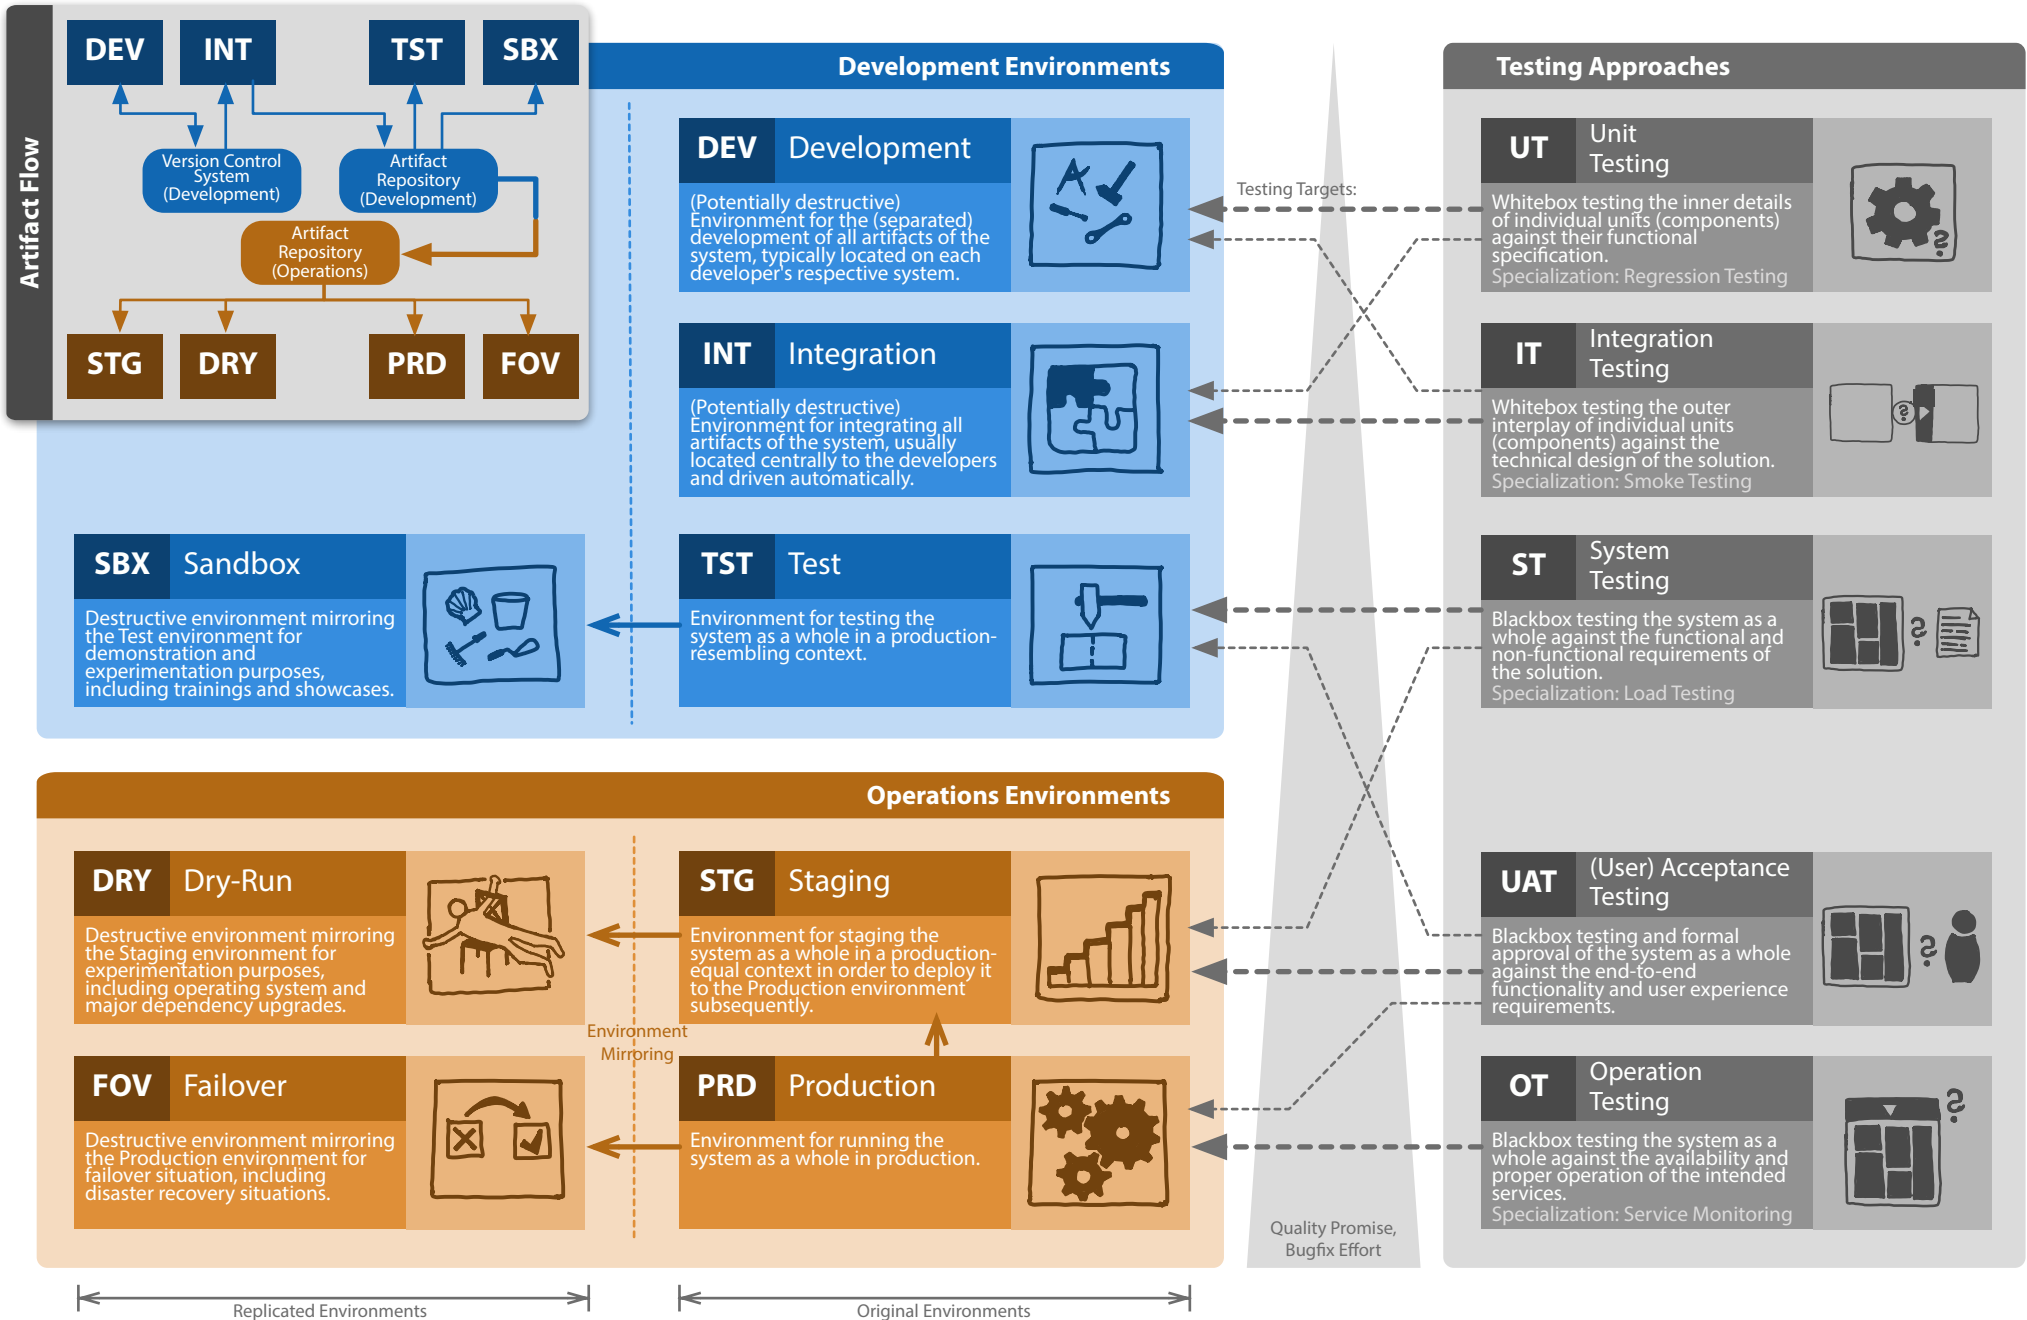 Artifact Flow
DEV
INT
TST
SBX
Version Control
System
(Development)
Artifact
Repository
(Development)
Artifact
Repository
(Operations)
STG
DRY
PRD
FOV
Development Environments
DEV
Development
(Potentially destructive)
Environment for the (separated)
development of all artifacts of the
system, typically located on each
developer's respective system.
INT
Integration
(Potentially destructive)
Environment for integrating all
artifacts of the system, usually
located centrally to the developers
and driven automatically.
SBX
Sandbox
Destructive environment mirroring
the Test environment for
demonstration and
experimentation purposes,
including trainings and showcases.
TST
Test
Environment for testing the
system as a whole in a production-
resembling context.
Operations Environments
DRY
Dry-Run
Destructive environment mirroring
the Staging environment for
experimentation purposes,
including operating system and
major dependency upgrades.
STG
Staging
Environment for staging the
system as a whole in a production-
equal context in order to deploy it
to the Production environment
subsequently.
Environment
Mirroring
FOV
Failover
Destructive environment mirroring
the Production environment for
failover situation, including
disaster recovery situations.
PRD
Production
Environment for running the
system as a whole in production.
Replicated Environments
Original Environments
Testing Targets:
Quality Promise,
Bugfix Effort
Testing Approaches
UT
Unit
Testing
Whitebox testing the inner details
of individual units (components)
against their functional
specification.
Specialization: Regression Testing
IT
Integration
Testing
Whitebox testing the outer
interplay of individual units
(components) against the
technical design of the solution.
Specialization: Smoke Testing
ST
System
Testing
Blackbox testing the system as a
whole against the functional and
non-functional requirements of
the solution.
Specialization: Load Testing
UAT
(User) Acceptance
Testing
Blackbox testing and formal
approval of the system as a whole
against the end-to-end
functionality and user experience
requirements.
OT
Operation
Testing
Blackbox testing the system as a
whole against the availability and
proper operation of the intended
services.
Specialization: Service Monitoring